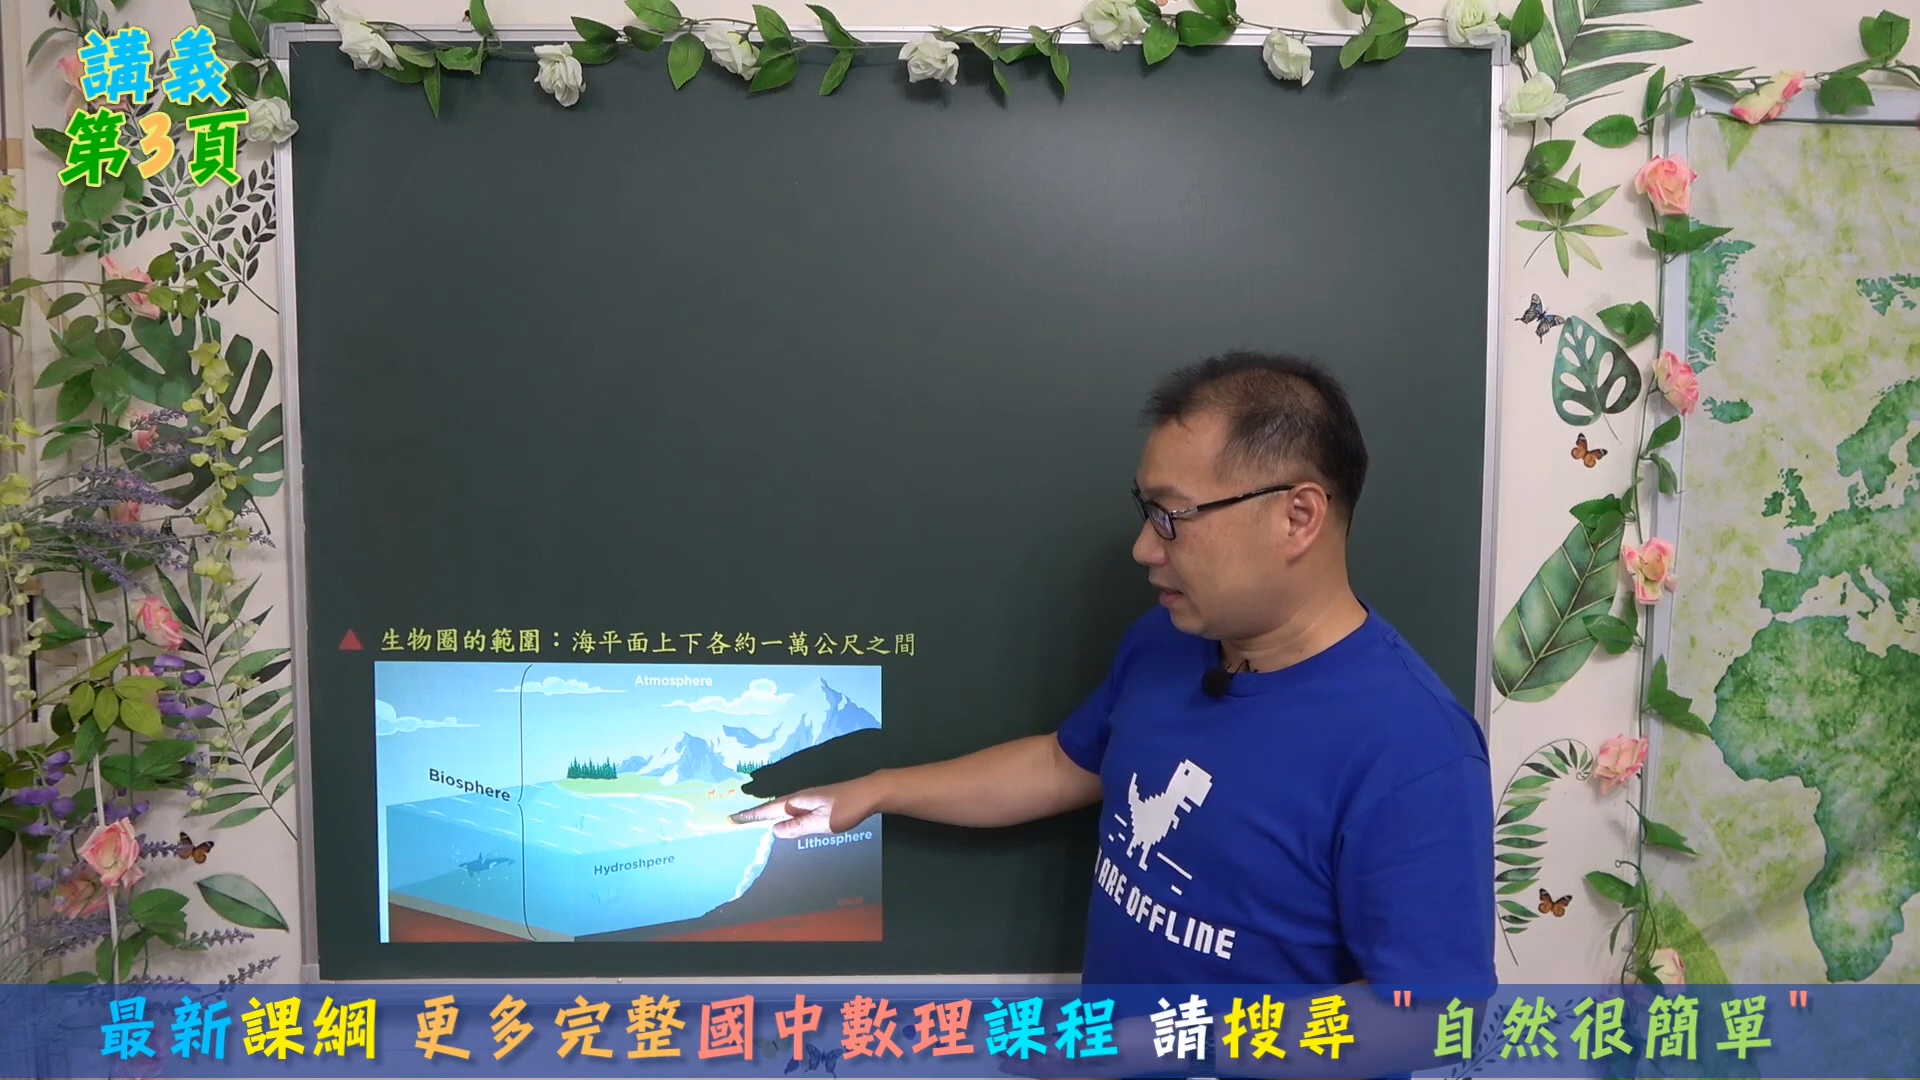 講義
第3頁
生物圈的範圍：海平面上下各約一萬公尺之間
Atmosphere
Biosphere
Lithosphere
Hydroshpere
ARE OFFLINE
最新課綱 更多完整國中數理課程 請搜尋 "自然很簡單"